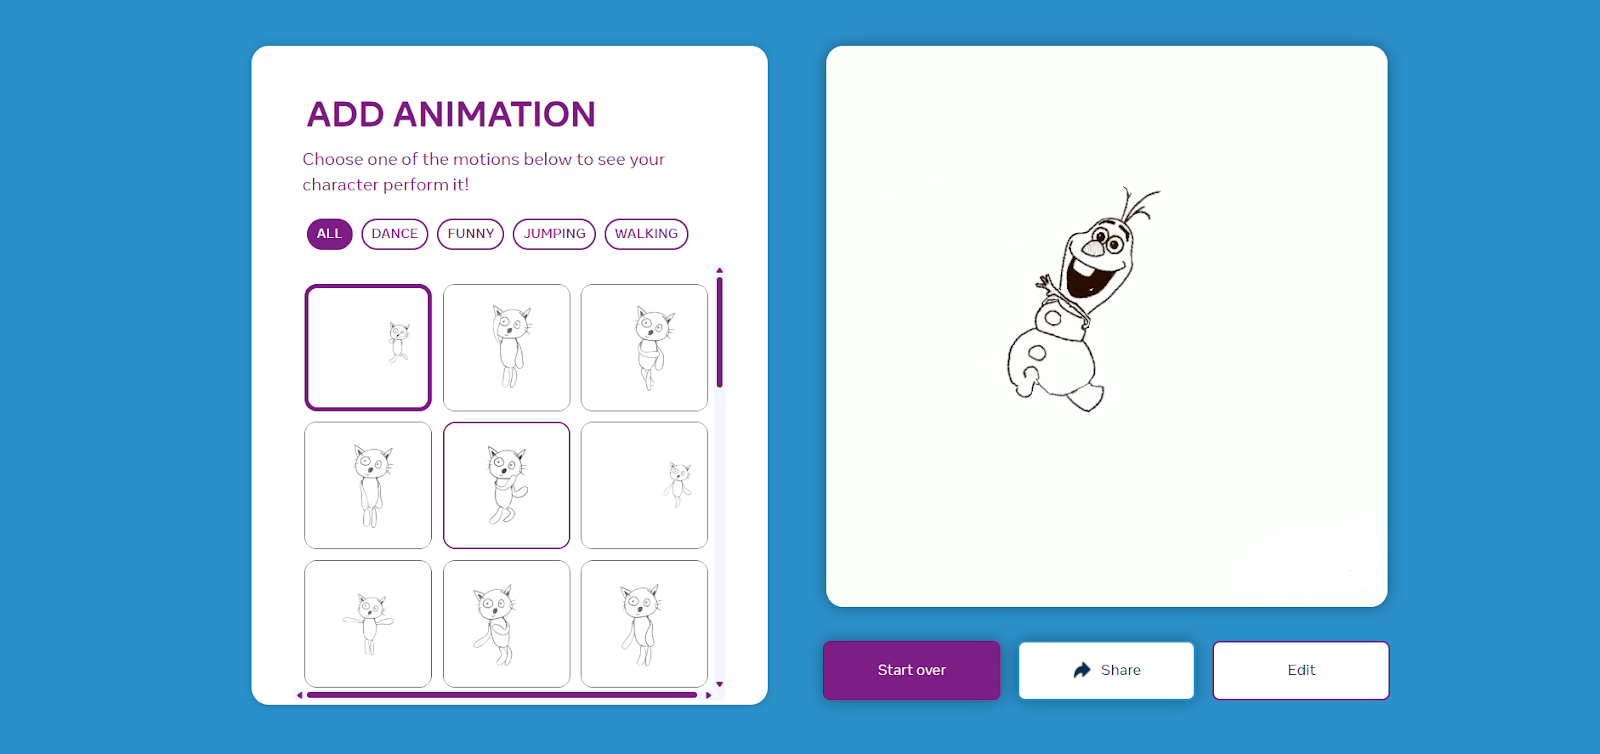 ADD ANIMATION
Choose one of the motions below to see your
character perform it!
ALL DANCE FUNNY JUMPING WALKING
Start over Share Edit